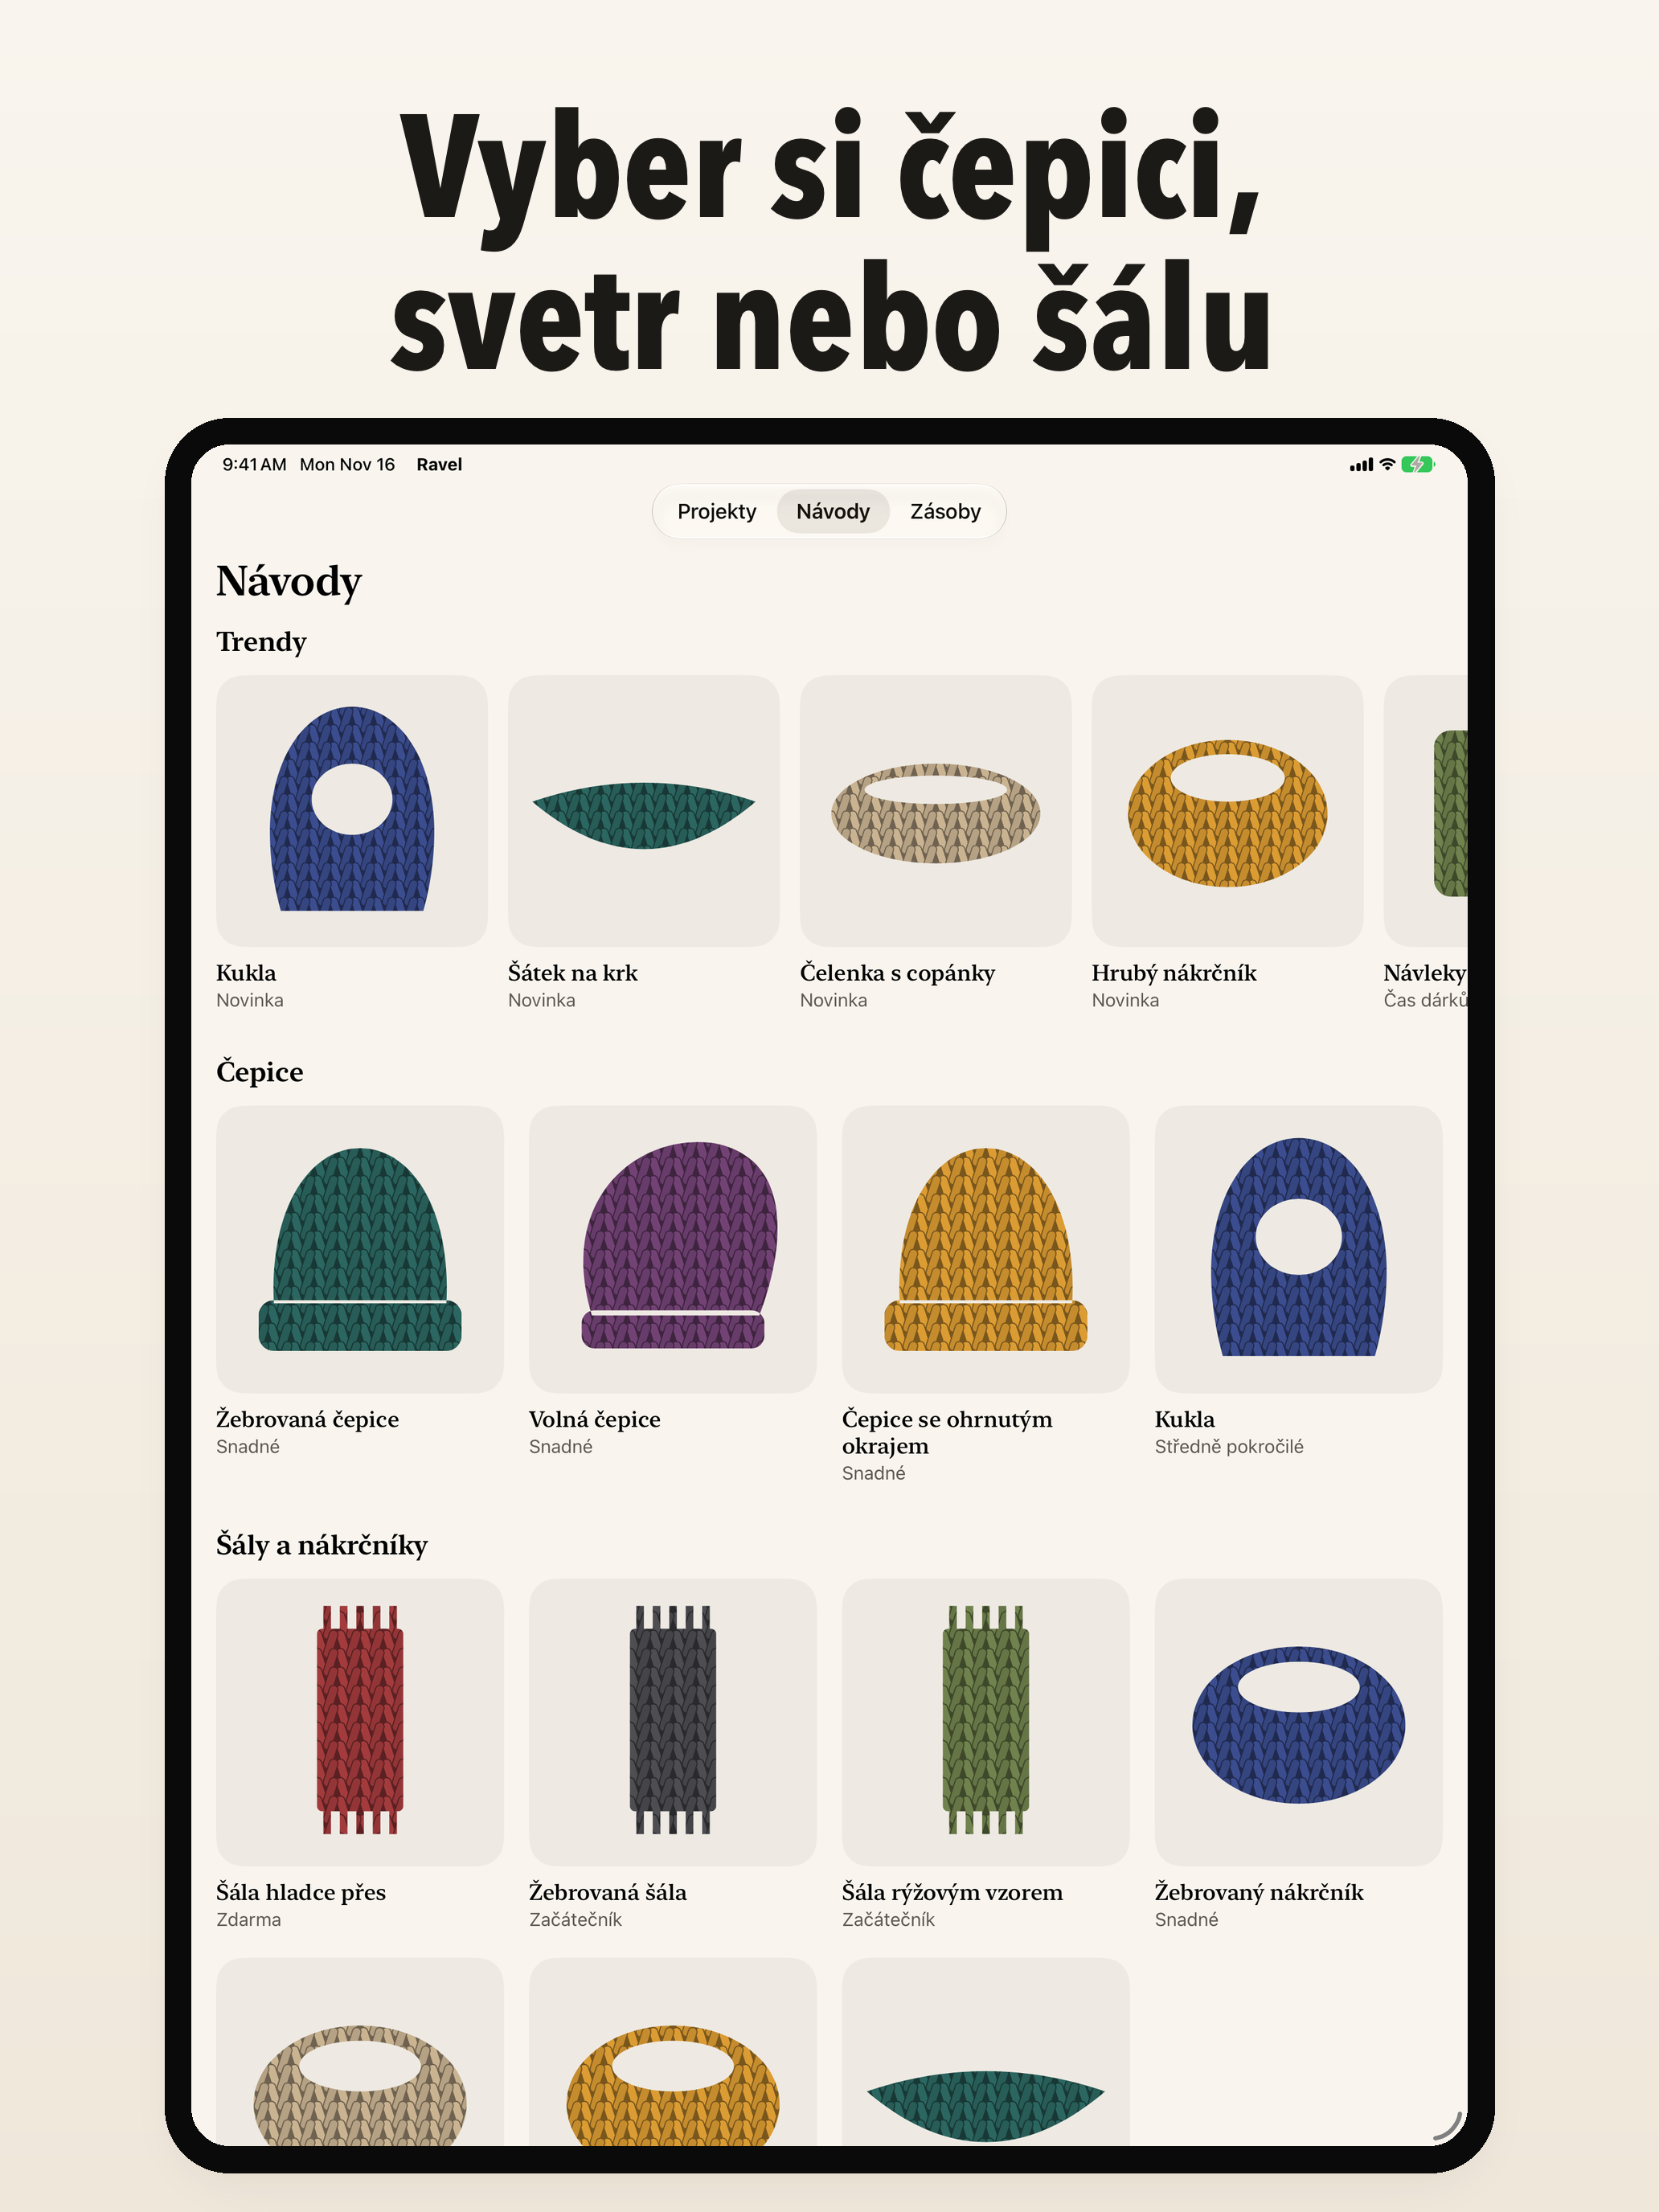 Vyber si čepici,
svetr nebo šálu
9:41 AM Mon Nov 16 Ravel
Projekty Návody Zásoby
Návody
Trendy
Kukla
Novinka
Šátek na krk
Novinka
Čelenka s copánky
Novinka
Hrubý nákrčník
Novinka
Návleky
Čas dárků
Čepice
Žebrovaná čepice
Snadné
Volná čepice
Snadné
Čepice se ohrnutým
okrajem
Snadné
Kukla
Středně pokročilé
Šály a nákrčníky
Šála hladce přes
Zdarma
Žebrovaná šála
Začátečník
Šála rýžovým vzorem
Začátečník
Žebrovaný nákrčník
Snadné